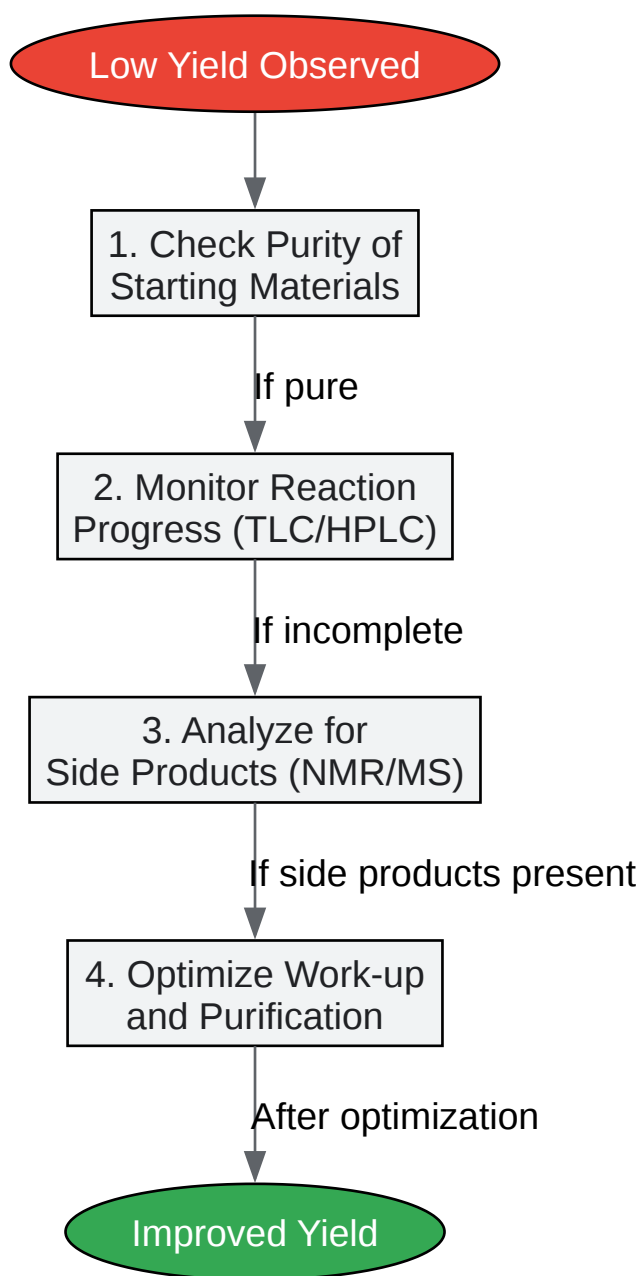 Low Yield Observed
1. Check Purity of
Starting Materials
If pure
2. Monitor Reaction
Progress (TLC/HPLC)
If incomplete
3. Analyze for
Side Products (NMR/MS)
If side products present
4. Optimize Work-up
and Purification
After optimization
Improved Yield